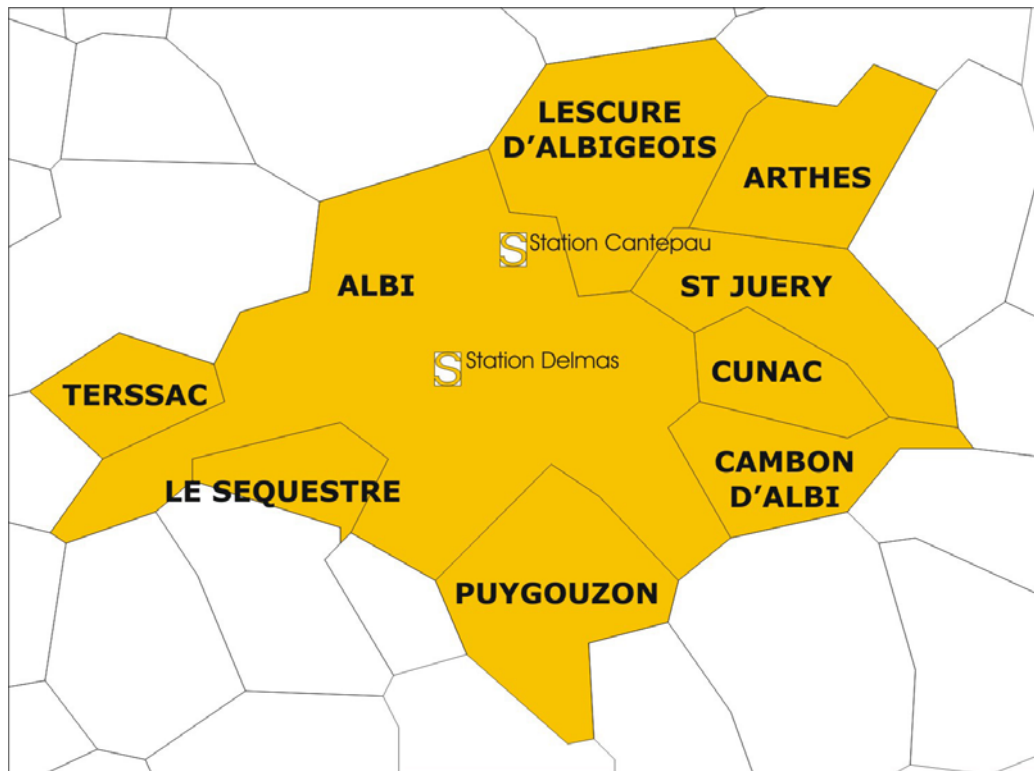 LESCURE
D’ALBIGEOIS
ARTHES
S Station Cantepau
ALBI
ST JUERY
S Station Delmas
CUNAC
TERSSAC
CAMBON
D’ALBI
LE SEQUESTRE
PUYGOUZON